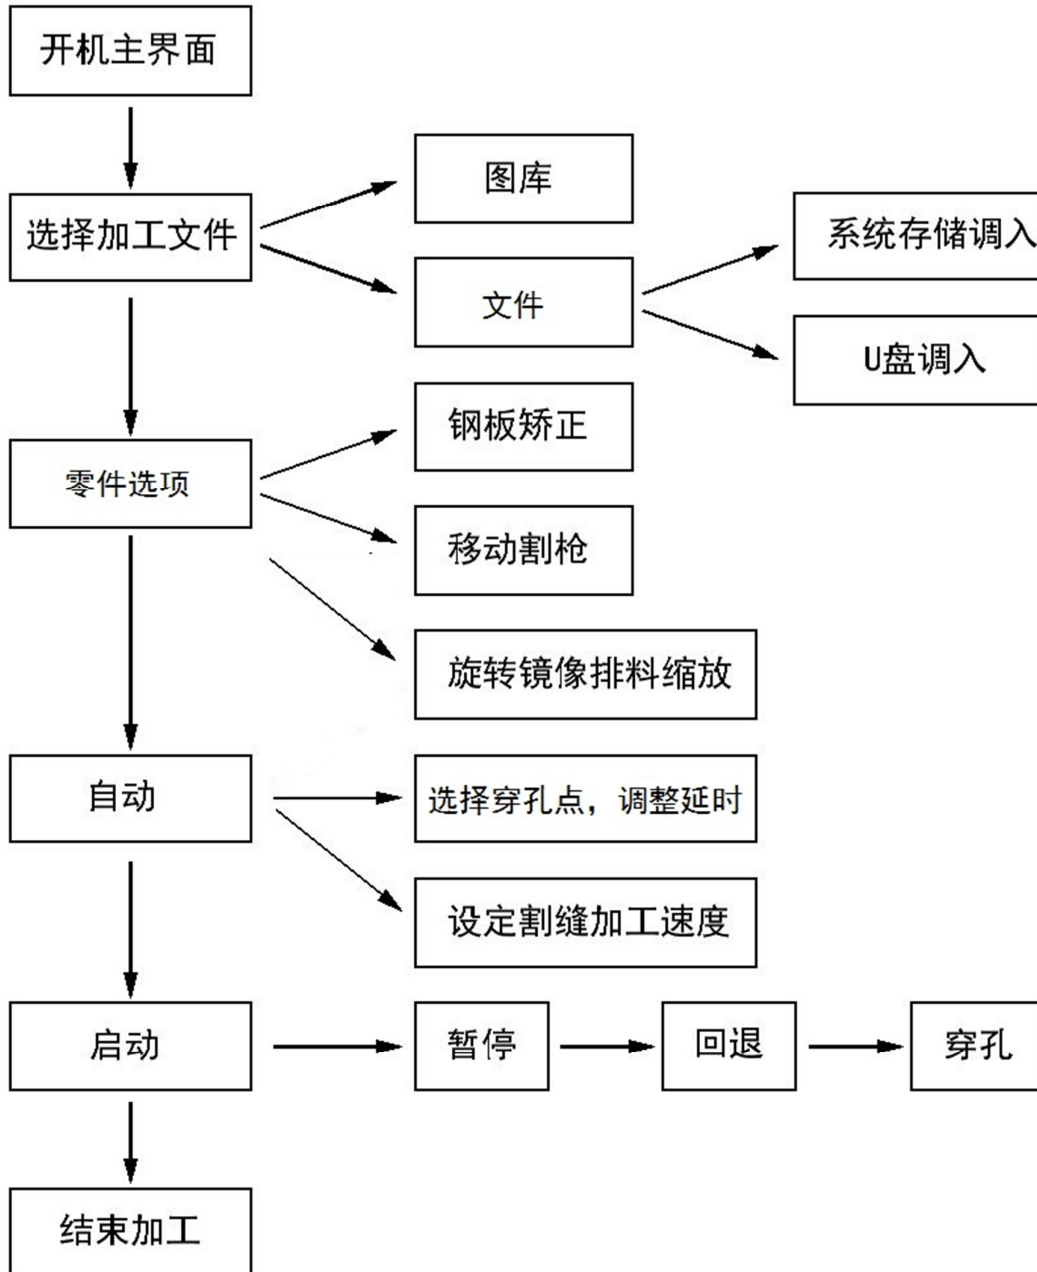 开机主界面
图库
选择加工文件
系统存储调入
文件
U盘调入
钢板矫正
零件选项
移动割枪
旋转镜像排料缩放
自动
选择穿孔点，调整延时
设定割缝加工速度
启动
暂停
回退
穿孔
结束加工